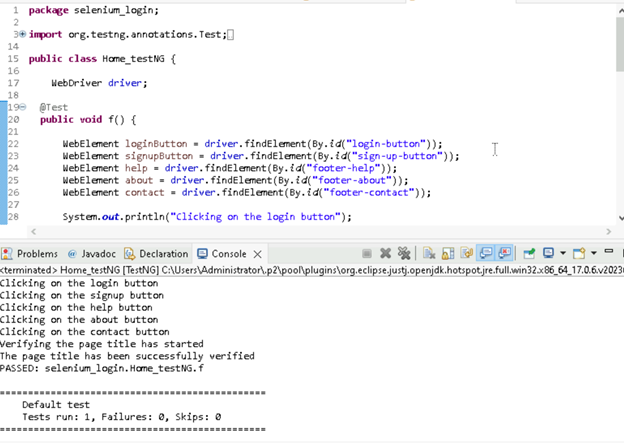 1 package selenium_login;
2
3 import org.testng.annotations.Test;
14
15 public class Home_testNG {
16
17 WebDriver driver;
18
19 @Test
20 public void f() {
21
22 WebElement loginButton = driver.findElement(By.id("login-button"));
23 WebElement signupButton = driver.findElement(By.id("sign-up-button"));
24 WebElement help = driver.findElement(By.id("footer-help"));
25 WebElement about = driver.findElement(By.id("footer-about"));
26 WebElement contact = driver.findElement(By.id("footer-contact"));
27
28 System.out.println("Clicking on the login button");
Problems @ Javadoc Declaration Console
<terminated> Home_testNG [TestNG] C:\Users\Administrator\.p2\pool\plugins\org.eclipse.justj.openjdk.hotspot.jre.full.win32.x86_64_17.0.6.v2023
Clicking on the login button
Clicking on the signup button
Clicking on the help button
Clicking on the about button
Clicking on the contact button
Verifying the page title has started
The page title has been successfully verified
PASSED: selenium_login.Home_testNG.f
===============================================
Default test
Tests run: 1, Failures: 0, Skips: 0
===============================================